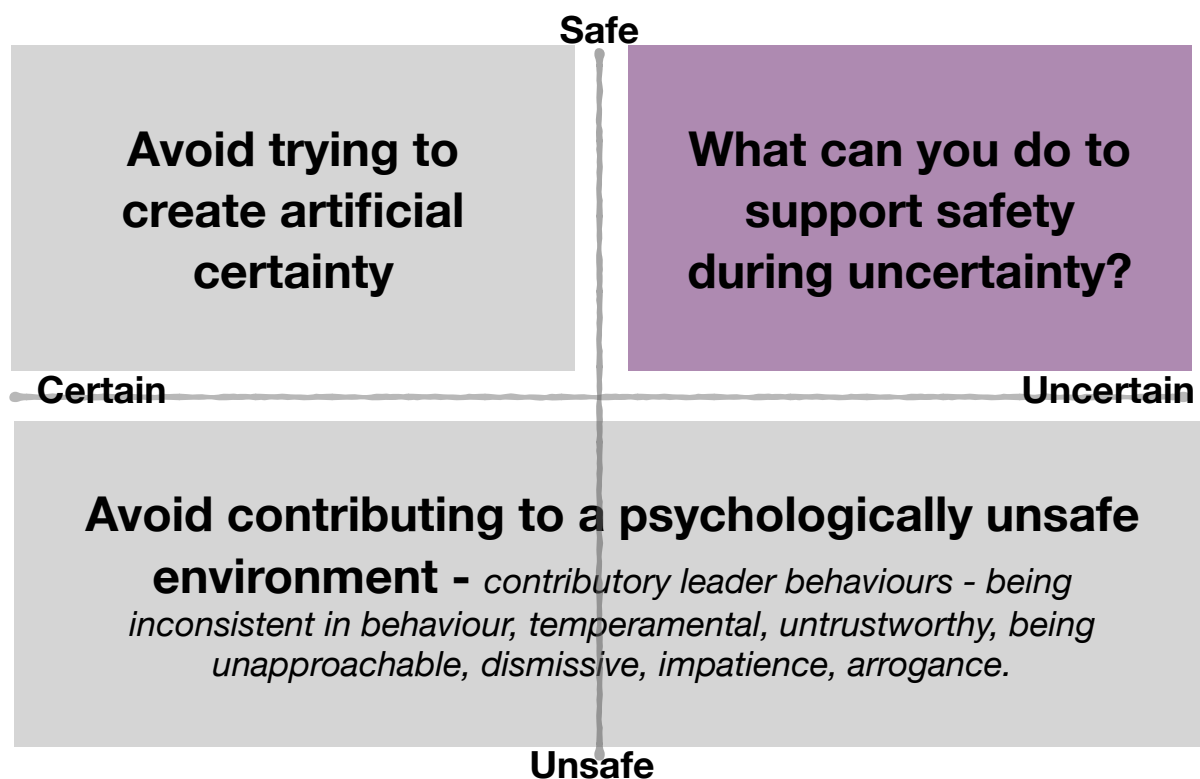 Safe
Avoid trying to
create artificial
certainty
What can you do to
support safety
during uncertainty?
Certain
Uncertain
Avoid contributing to a psychologically unsafe
environment - contributory leader behaviours - being
inconsistent in behaviour, temperamental, untrustworthy, being
unapproachable, dismissive, impatience, arrogance.
Unsafe